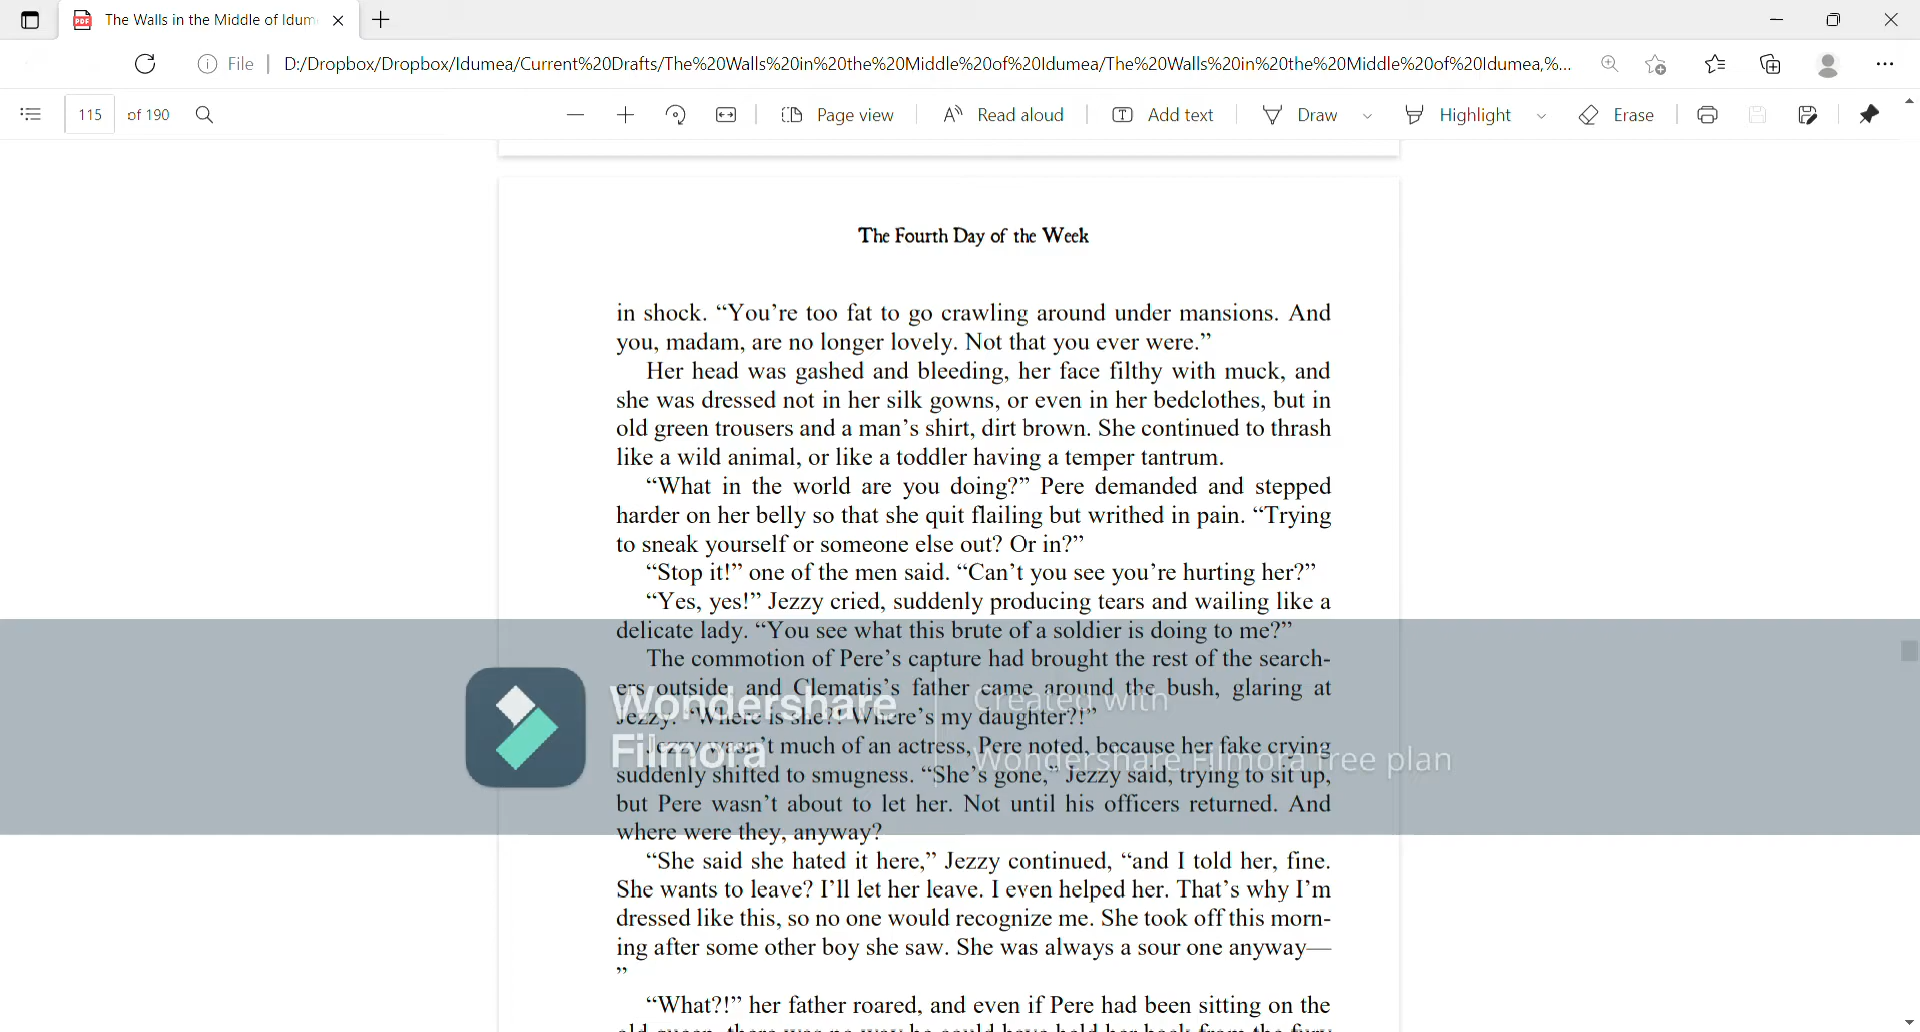 The Walls in the Middle of Idum
File
D:/Dropbox/Dropbox/Idumea/Current%20Drafts/The%20Walls%20in%20the%20Middle%20of%20Idumea/The%20Walls%20in%20the%20Middle%20of%20Idumea,%...
115 of 190
Page view
Read aloud
Add text
Draw
Highlight
Erase
The Fourth Day of the Week
in shock. “You’re too fat to go crawling around under mansions. And
you, madam, are no longer lovely. Not that you ever were.”
Her head was gashed and bleeding, her face filthy with muck, and
she was dressed not in her silk gowns, or even in her bedclothes, but in
old green trousers and a man’s shirt, dirt brown. She continued to thrash
like a wild animal, or like a toddler having a temper tantrum.
“What in the world are you doing?” Pere demanded and stepped
harder on her belly so that she quit flailing but writhed in pain. “Trying
to sneak yourself or someone else out? Or in?”
“Stop it!” one of the men said. “Can’t you see you’re hurting her?”
“Yes, yes!” Jezzy cried, suddenly producing tears and wailing like a
delicate lady. “You see what this brute of a soldier is doing to me?”
The commotion of Pere’s capture had brought the rest of the search-
ers outside, and Clematis’s father came around the bush, glaring at
Jezzy. “Where is she?! Where’s my daughter?!”
Jezzy wasn’t much of an actress, Pere noted, because her fake crying
suddenly shifted to smugness. “She’s gone,” Jezzy said, trying to sit up,
but Pere wasn’t about to let her. Not until his officers returned. And
where were they, anyway?
“She said she hated it here,” Jezzy continued, “and I told her, fine.
She wants to leave? I’ll let her leave. I even helped her. That’s why I’m
dressed like this, so no one would recognize me. She took off this morn-
ing after some other boy she saw. She was always a sour one anyway—
”
“What?!” her father roared, and even if Pere had been sitting on the
old queen, there was no way he could have held her back from the fury
Wondershare
Filmora
Created with
Wondershare Filmora free plan